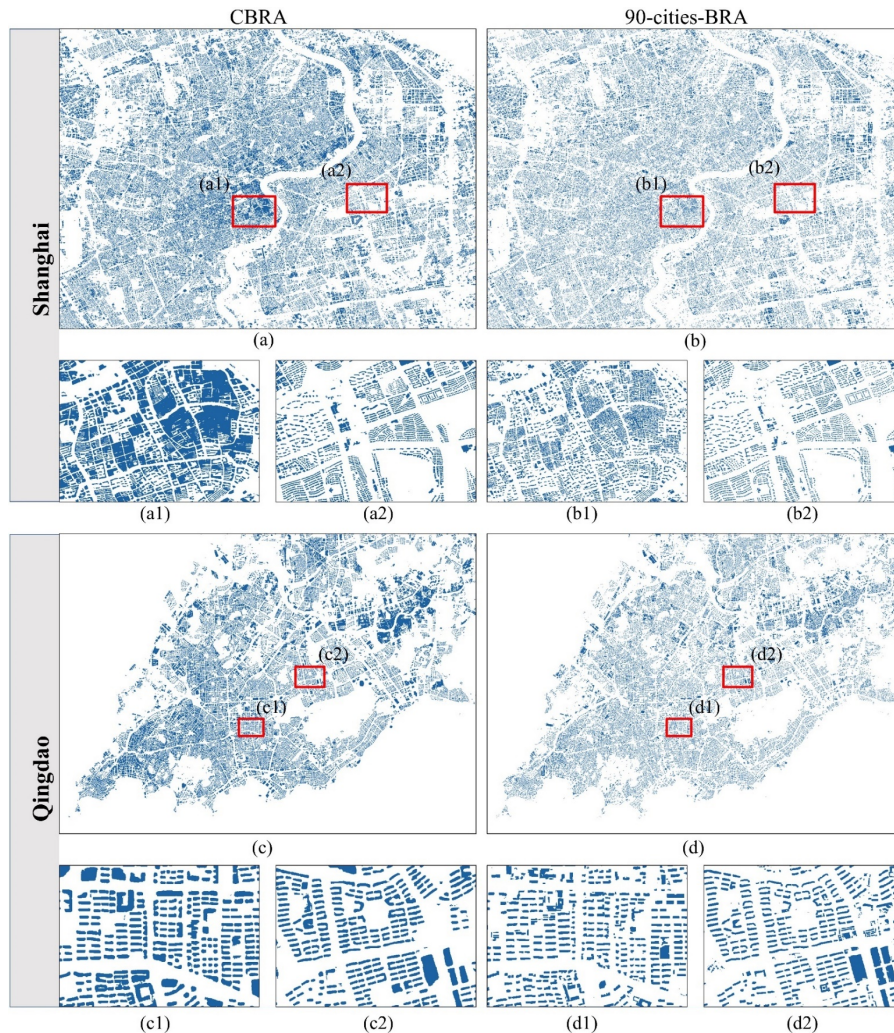 CBRA
90-cities-BRA
Shanghai
(a1)
(a2)
(b1)
(b2)
(a)
(b)
(a1)
(a2)
(b1)
(b2)
Qingdao
(c2)
(c1)
(d2)
(d1)
(c)
(d)
(c1)
(c2)
(d1)
(d2)